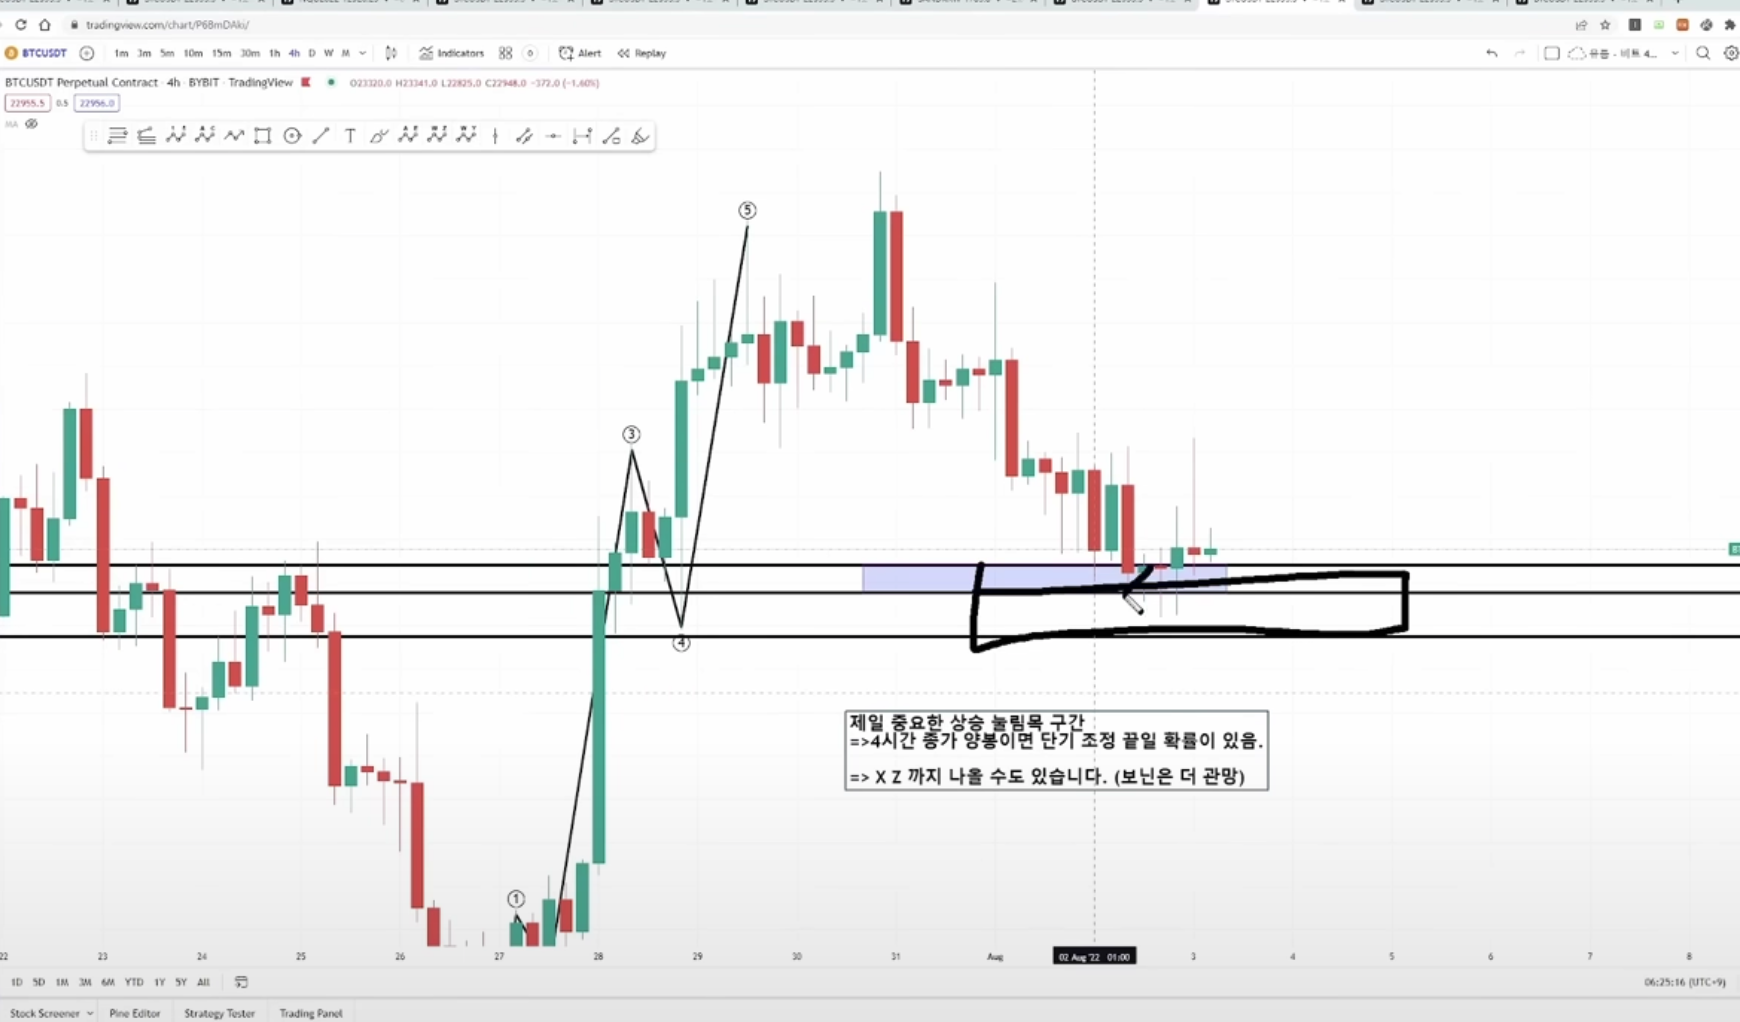 tradingview.com/chart/P6BmDAki/
BTCUSDT 1m 3m 5m 10m 15m 30m 1h 4h D W M Indicators Alert Replay
BTCUSDT Perpetual Contract · 4h · BYBIT · TradingView O23320.0 H23341.0 L22825.0 C22948.0 −372.0 (−1.60%)
22955.5 0.5 22956.0
MA
T
⑤
③
④
제일 중요한 상승 눌림목 구간
=>4시간 종가 양봉이면 단기 조정 끝일 확률이 있음.
=> X Z 까지 나올 수도 있습니다. (보닌은 더 관망)
①
22 23 24 25 26 27 28 29 30 31 Aug 02 Aug '22 01:00 3 4 5 6 7 8
1D 5D 1M 3M 6M YTD 1Y 5Y All 06:25:16 (UTC+9)
Stock Screener Pine Editor Strategy Tester Trading Panel